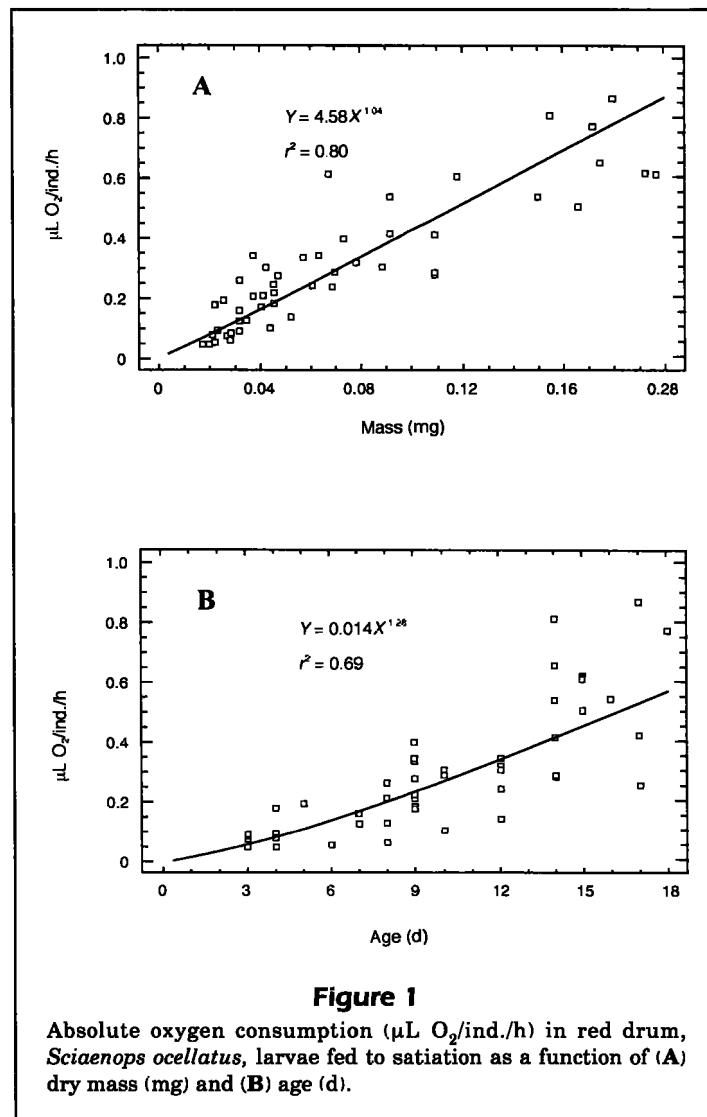 A
Y = 4.58X^1.04
r² = 0.80
1.0
0.8
0.6
0.4
0.2
0
µL O₂/ind./h
0 0.04 0.08 0.12 0.16 0.28
Mass (mg)
B
Y = 0.014X^1.28
r² = 0.69
1.0
0.8
0.6
0.4
0.2
0
µL O₂/ind./h
0 3 6 9 12 15 18
Age (d)
Figure 1
Absolute oxygen consumption (µL O₂/ind./h) in red drum,
Sciaenops ocellatus, larvae fed to satiation as a function of (A)
dry mass (mg) and (B) age (d).